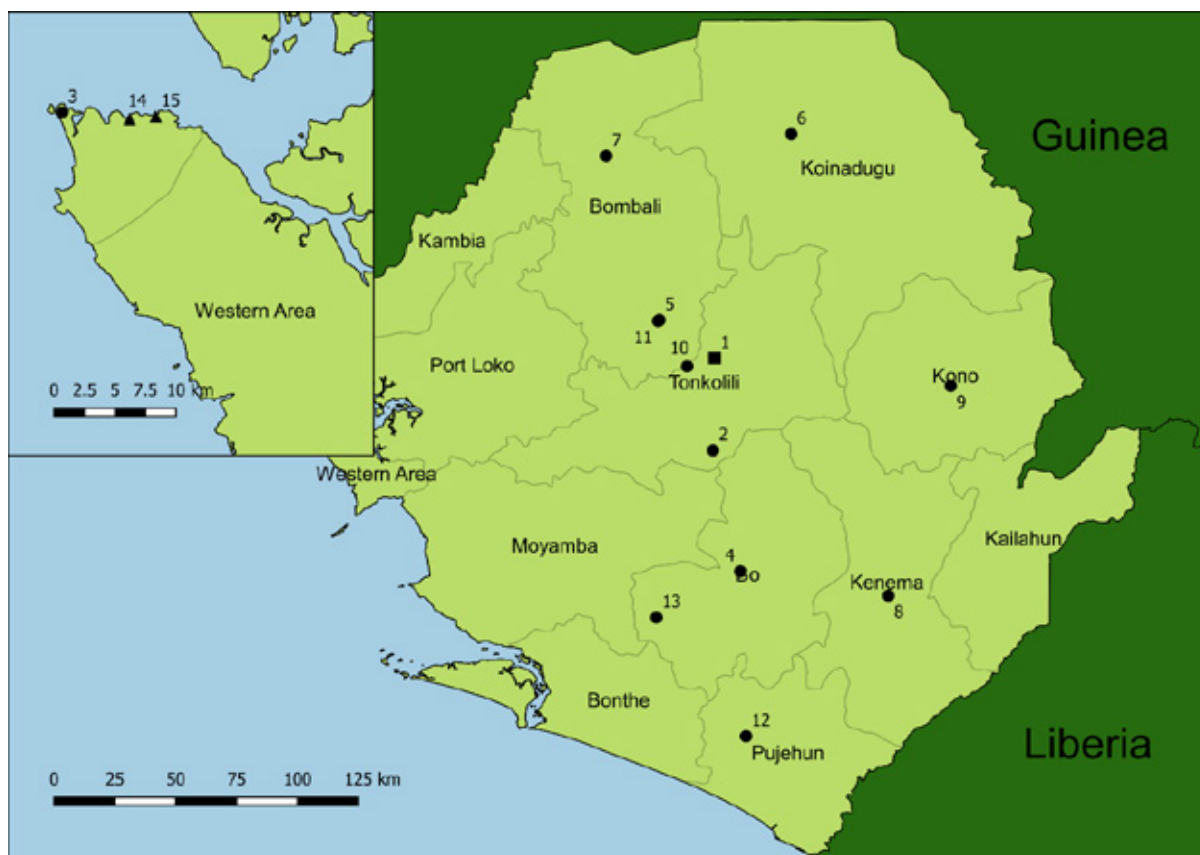 3
14
15
Western Area
0 2.5 5 7.5 10 km
Guinea
6
Koinadugu
7
Bombali
Kambia
5
11
10
1
Port Loko
Tonkolili
Kono
9
2
Western Area
Moyamba
Kailahun
4
Bo
Kenema
8
13
Bonthe
12
Pujehun
Liberia
0 25 50 75 100 125 km